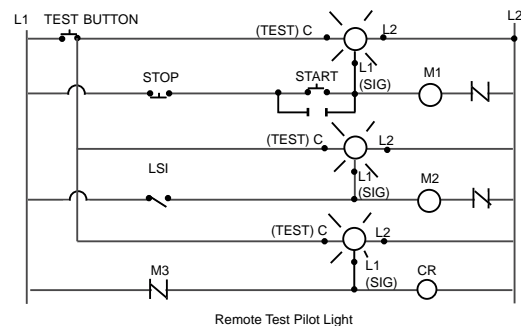 L1 TEST BUTTON L2
(TEST) C L2
L1
(SIG)
STOP START M1
(TEST) C L2
LSI L1
(SIG) M2
(TEST) C L2
M3 L1
(SIG) CR
Remote Test Pilot Light